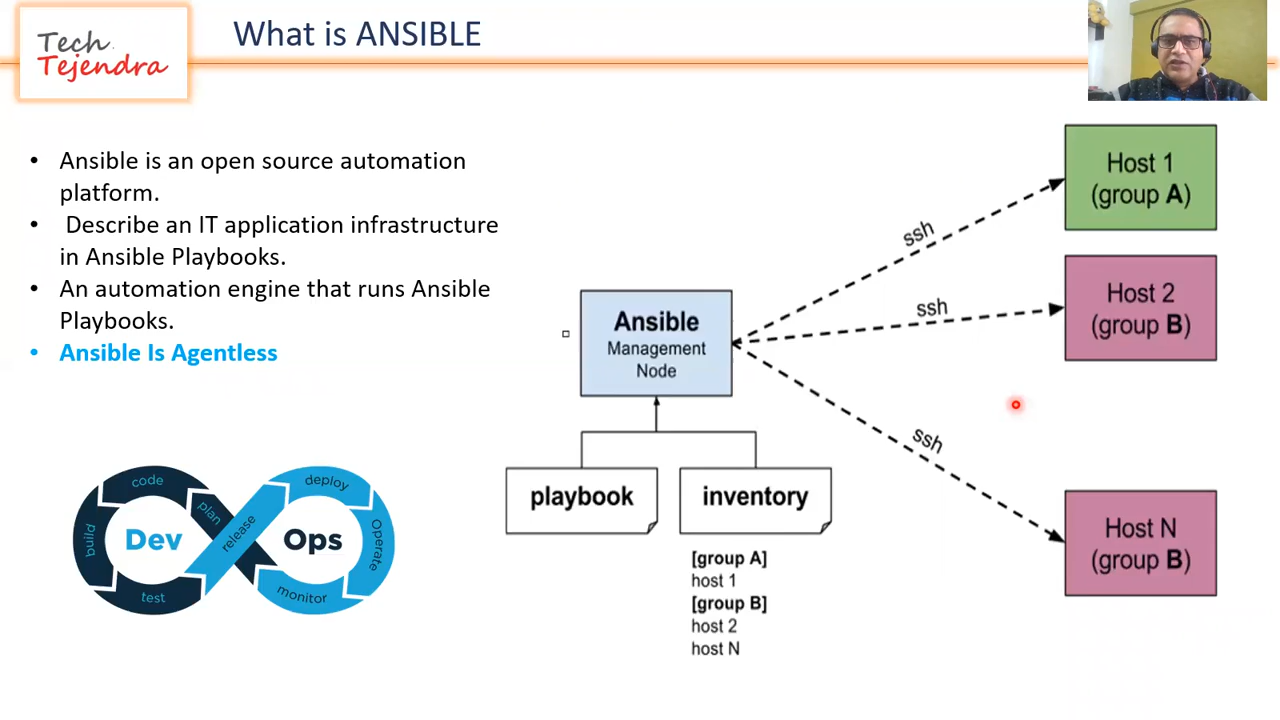 Tech
Tejendra
What is ANSIBLE
• Ansible is an open source automation
platform.
• Describe an IT application infrastructure
in Ansible Playbooks.
• An automation engine that runs Ansible
Playbooks.
• Ansible Is Agentless
code
plan
build
Dev
test
release
deploy
Ops
Operate
monitor
Ansible
Management
Node
playbook
inventory
[group A]
host 1
[group B]
host 2
host N
ssh
ssh
ssh
Host 1
(group A)
Host 2
(group B)
Host N
(group B)